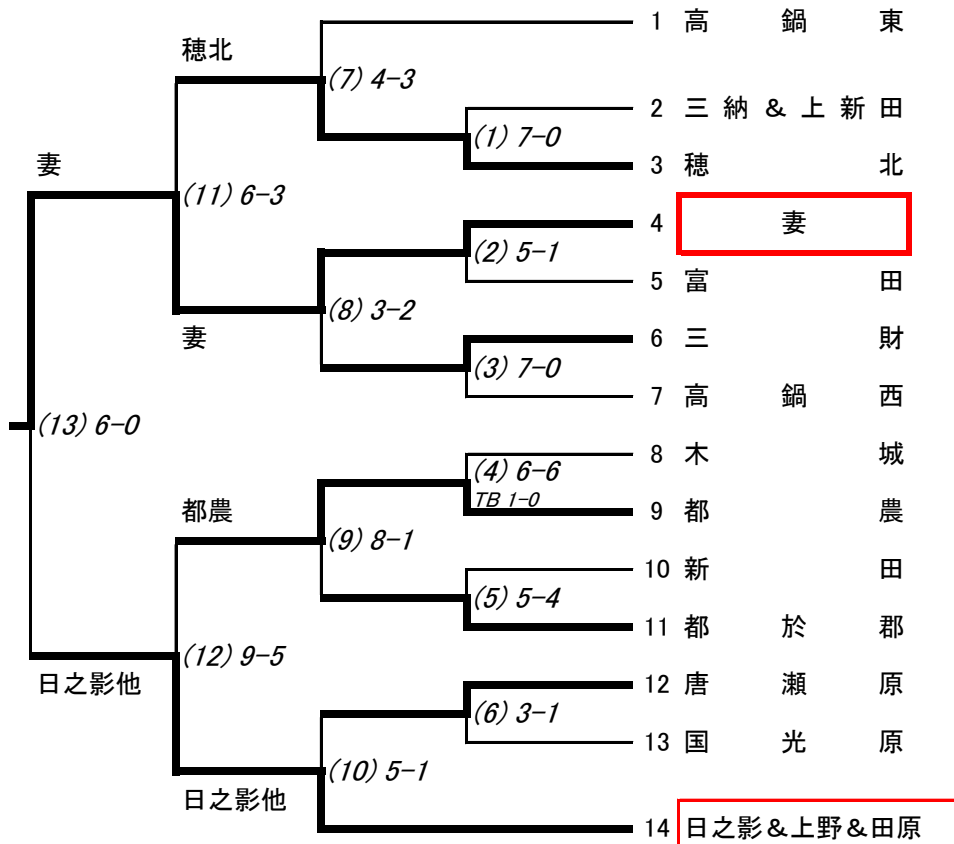 1 高鍋東
穂北
(7) 4-3
2 三納&上新田
(1) 7-0
妻
3 穂北
(11) 6-3
4 妻
(2) 5-1
5 富田
(8) 3-2
妻
6 三財
(3) 7-0
7 高鍋西
(13) 6-0
8 木城
(4) 6-6
TB 1-0
都農
9 都農
(9) 8-1
10 新田
(5) 5-4
11 都於郡
(12) 9-5
日之影他
12 唐瀬原
(6) 3-1
13 国光原
(10) 5-1
日之影他
14 日之影&上野&田原